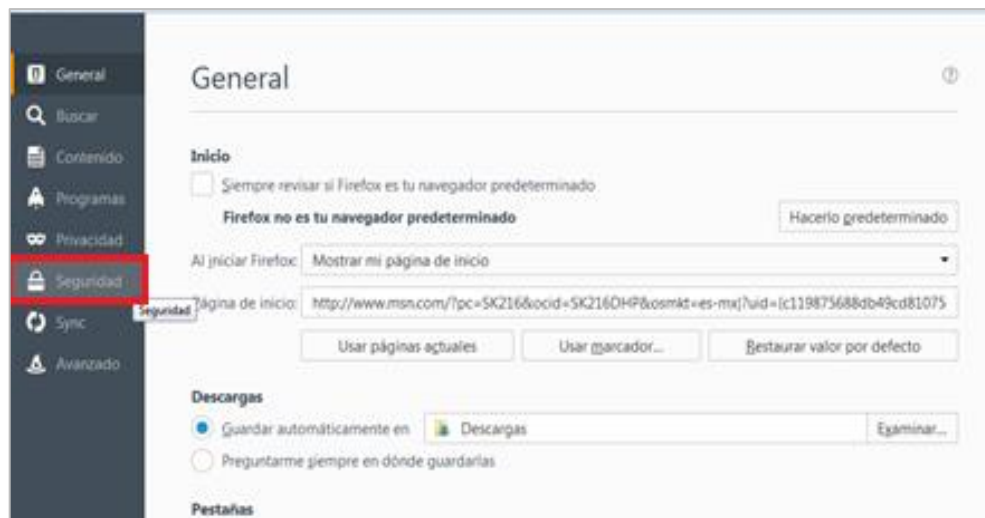 General
Buscar
Contenido
Programas
Privacidad
Seguridad
Seguridad
Sync
Avanzado
General
?
Inicio
Siempre revisar si Firefox es tu navegador predeterminado
Firefox no es tu navegador predeterminado
Hacerlo predeterminado
Al iniciar Firefox: Mostrar mi página de inicio
Página de inicio: http://www.msn.com/?pc=SK216&ocid=SK216DHP&osmkt=es-mx|?uid={c119875688db49cd81075
Usar páginas actuales
Usar marcador...
Restaurar valor por defecto
Descargas
Guardar automáticamente en Descargas Examinar...
Preguntarme siempre en dónde guardarlas
Pestañas